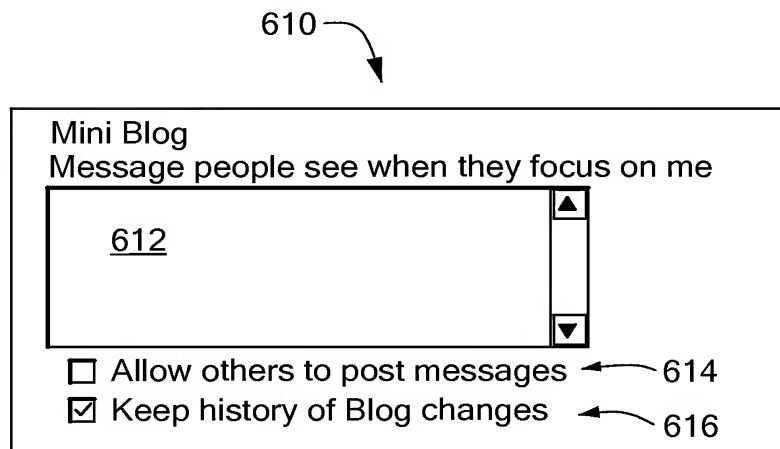 610
Mini Blog
Message people see when they focus on me
612
Allow others to post messages 614
Keep history of Blog changes 616